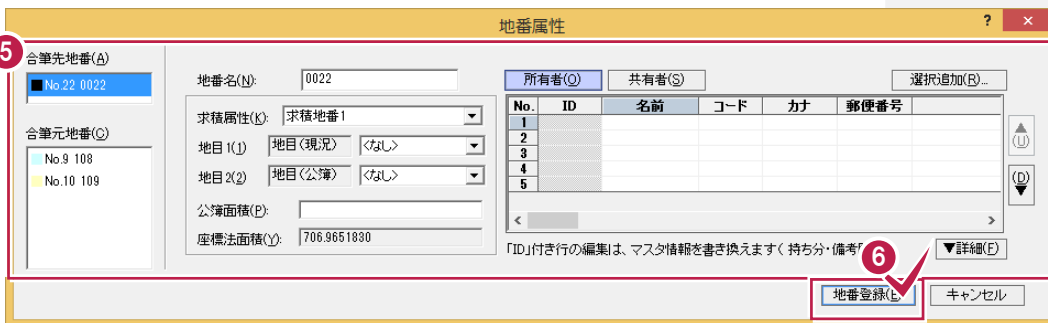 地番属性
? ×
5
合筆先地番(A)
No.22 0022
合筆元地番(C)
No.9 108
No.10 109
地番名(N): 0022
求積属性(K): 求積地番1
地目1(1) 地目(現況) <なし>
地目2(2) 地目(公簿) <なし>
公簿面積(P):
座標法面積(Y): 706.9651830
所有者(O) 共有者(S) 選択追加(R)...
No. ID 名前 コード カナ 郵便番号
1
2
3
4
5
(U)
(D)
「ID」付き行の編集は、マスタ情報を書き換えます(持ち分・備考
▼詳細(F)
6
地番登録(E) キャンセル